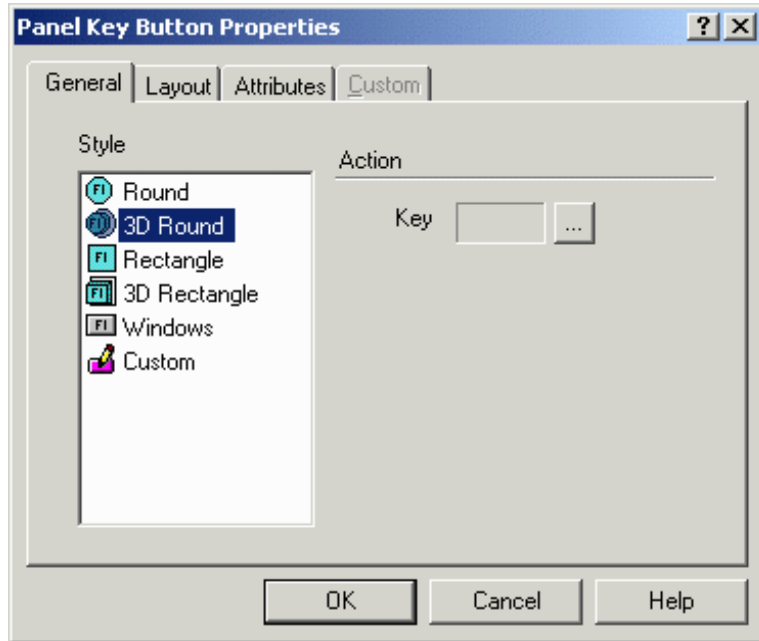 Panel Key Button Properties
General Layout Attributes Custom
Style
Action
Round
3D Round
Key ...
Rectangle
3D Rectangle
Windows
Custom
OK Cancel Help